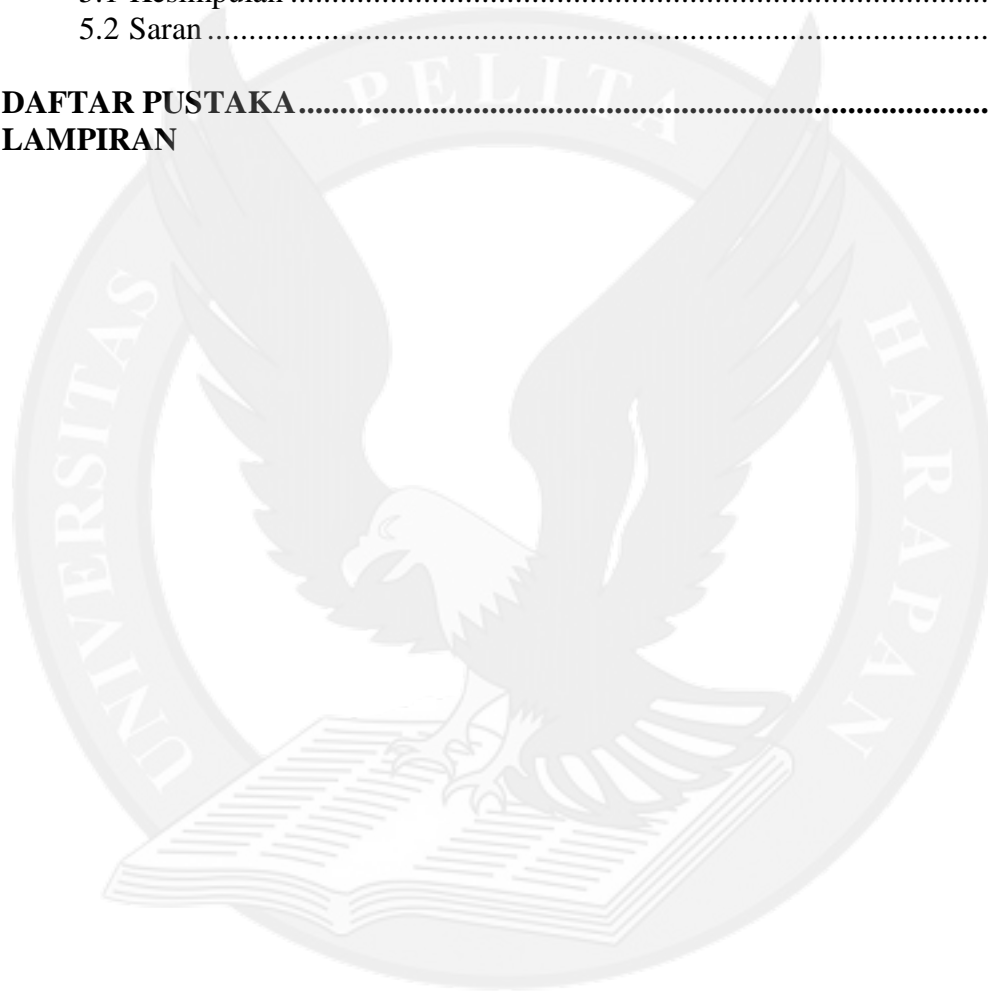 5.1 Kesimpulan ........................................................................................
5.2 Saran ................................................................................................
DAFTAR PUSTAKA.....................................................................................
LAMPIRAN
UNIVERSITAS PELITA HARAPAN